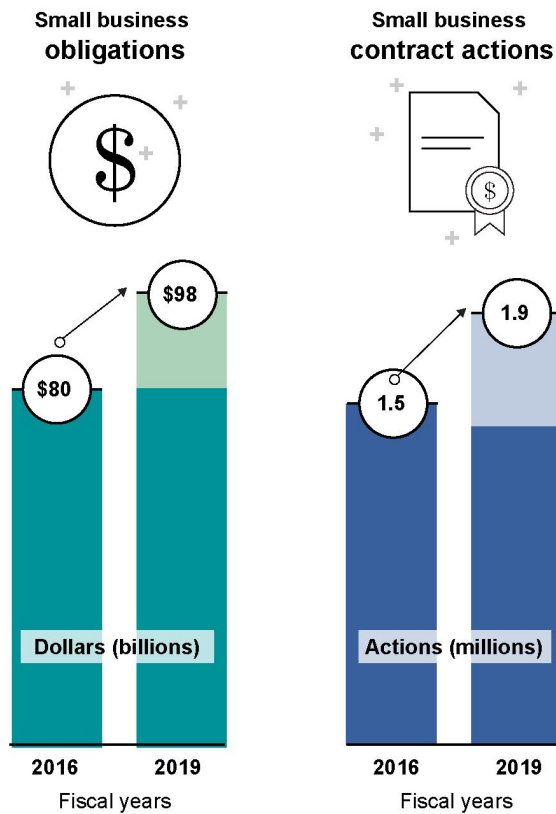 Small business
obligations
$
$98
$80
Dollars (billions)
2016 2019
Fiscal years
Small business
contract actions
$
1.9
1.5
Actions (millions)
2016 2019
Fiscal years